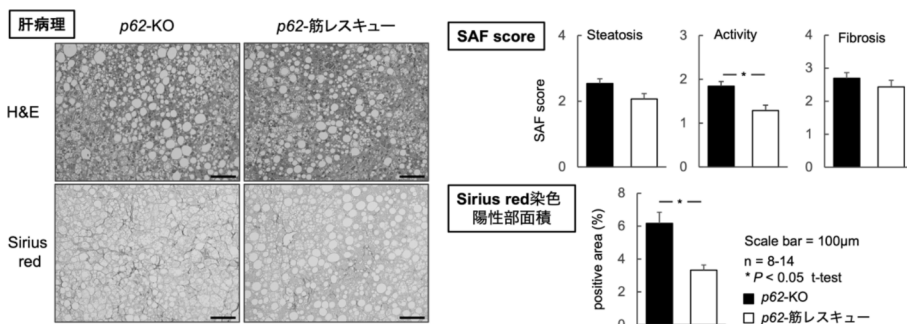 肝病理
p62-KO
p62-筋レスキュー
H&E
Sirius
red
SAF score
Steatosis
Activity
Fibrosis
SAF score
4
2
0
3
2
1
0
*
4
3
2
1
0
Sirius red染色
陽性部面積
positive area (%)
8
6
4
2
0
*
Scale bar = 100μm
n = 8-14
* P < 0.05 t-test
p62-KO
p62-筋レスキュー